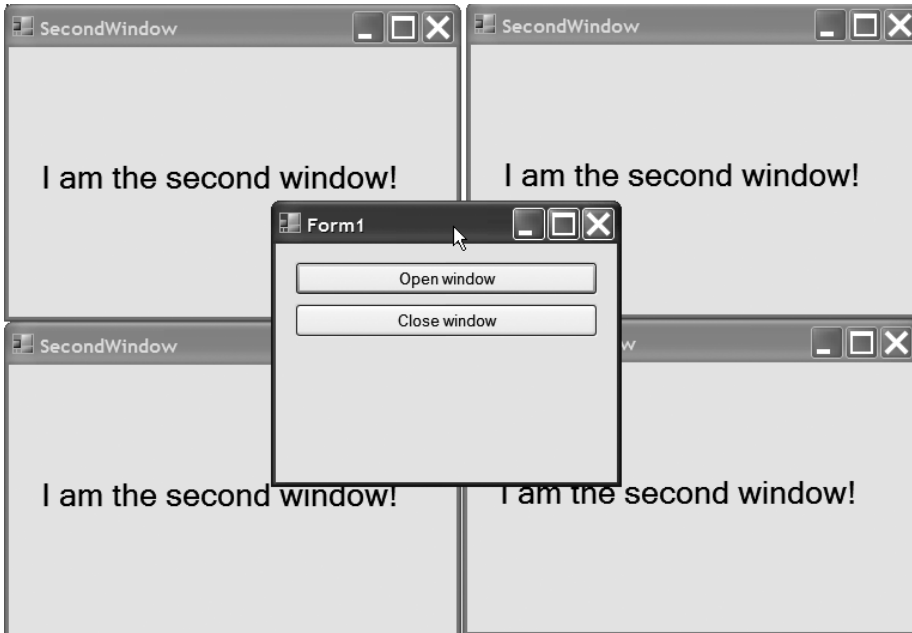 SecondWindow
SecondWindow
I am the second window!
I am the second window!
Form1
Open window
Close window
SecondWindow
w
I am the second window!
I am the second window!